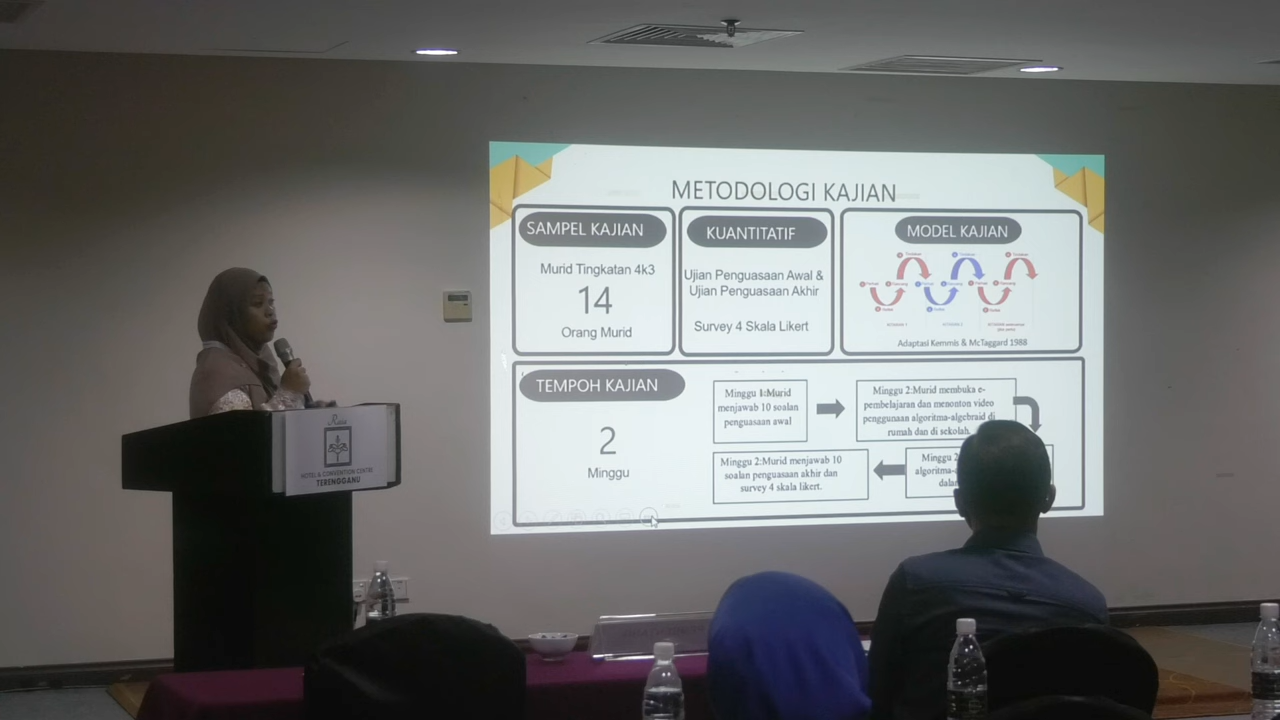 METODOLOGI KAJIAN
SAMPEL KAJIAN
Murid Tingkatan 4k3
14
Orang Murid
KUANTITATIF
Ujian Penguasaan Awal &
Ujian Penguasaan Akhir
Survey 4 Skala Likert
MODEL KAJIAN
Adaptasi Kemmis & McTaggard 1988
TEMPOH KAJIAN
2
Minggu
Minggu 1:Murid
menjawab 10 soalan
penguasaan awal
Minggu 2:Murid membuka e-
pembelajaran dan menonton video
penggunaan algoritma-algebraid di
rumah dan di sekolah.
Minggu 2
Minggu 2:Murid menjawab 10
soalan penguasaan akhir dan
survey 4 skala likert.
HOTEL & CONVENTION CENTRE
TERENGGANU